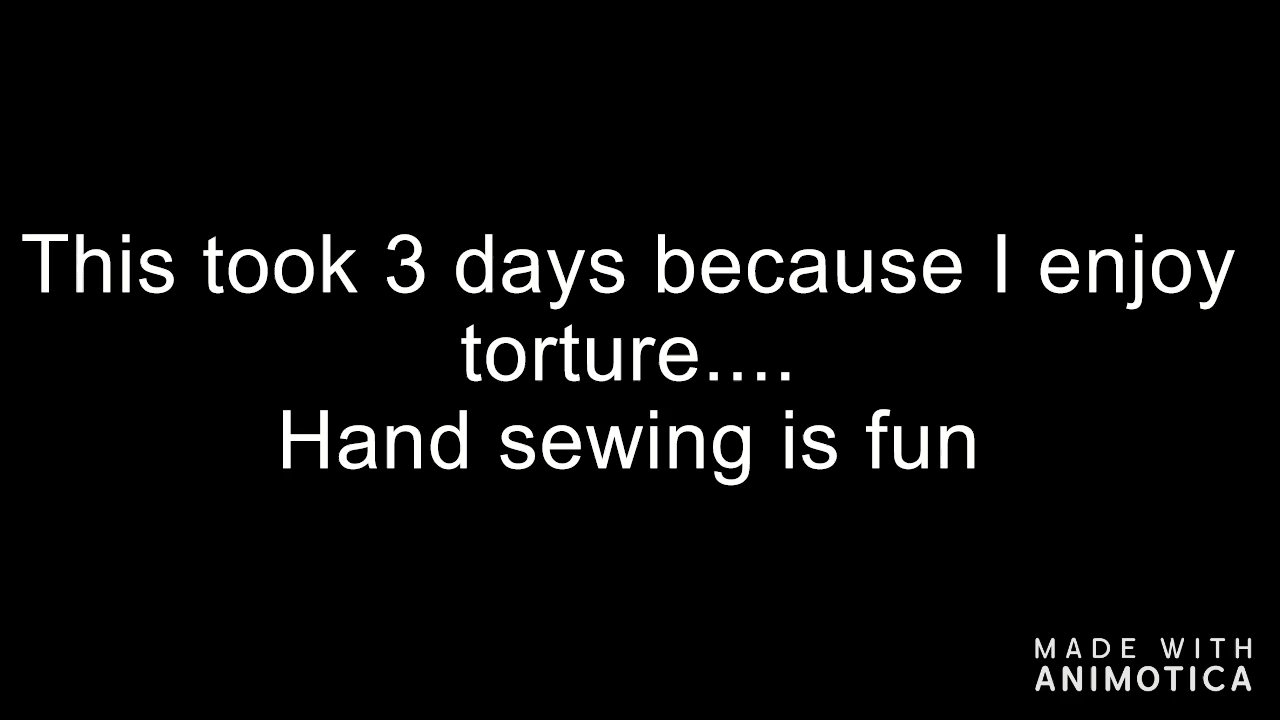 This took 3 days because I enjoy
torture....
Hand sewing is fun
MADE WITH
ANIMOTICA